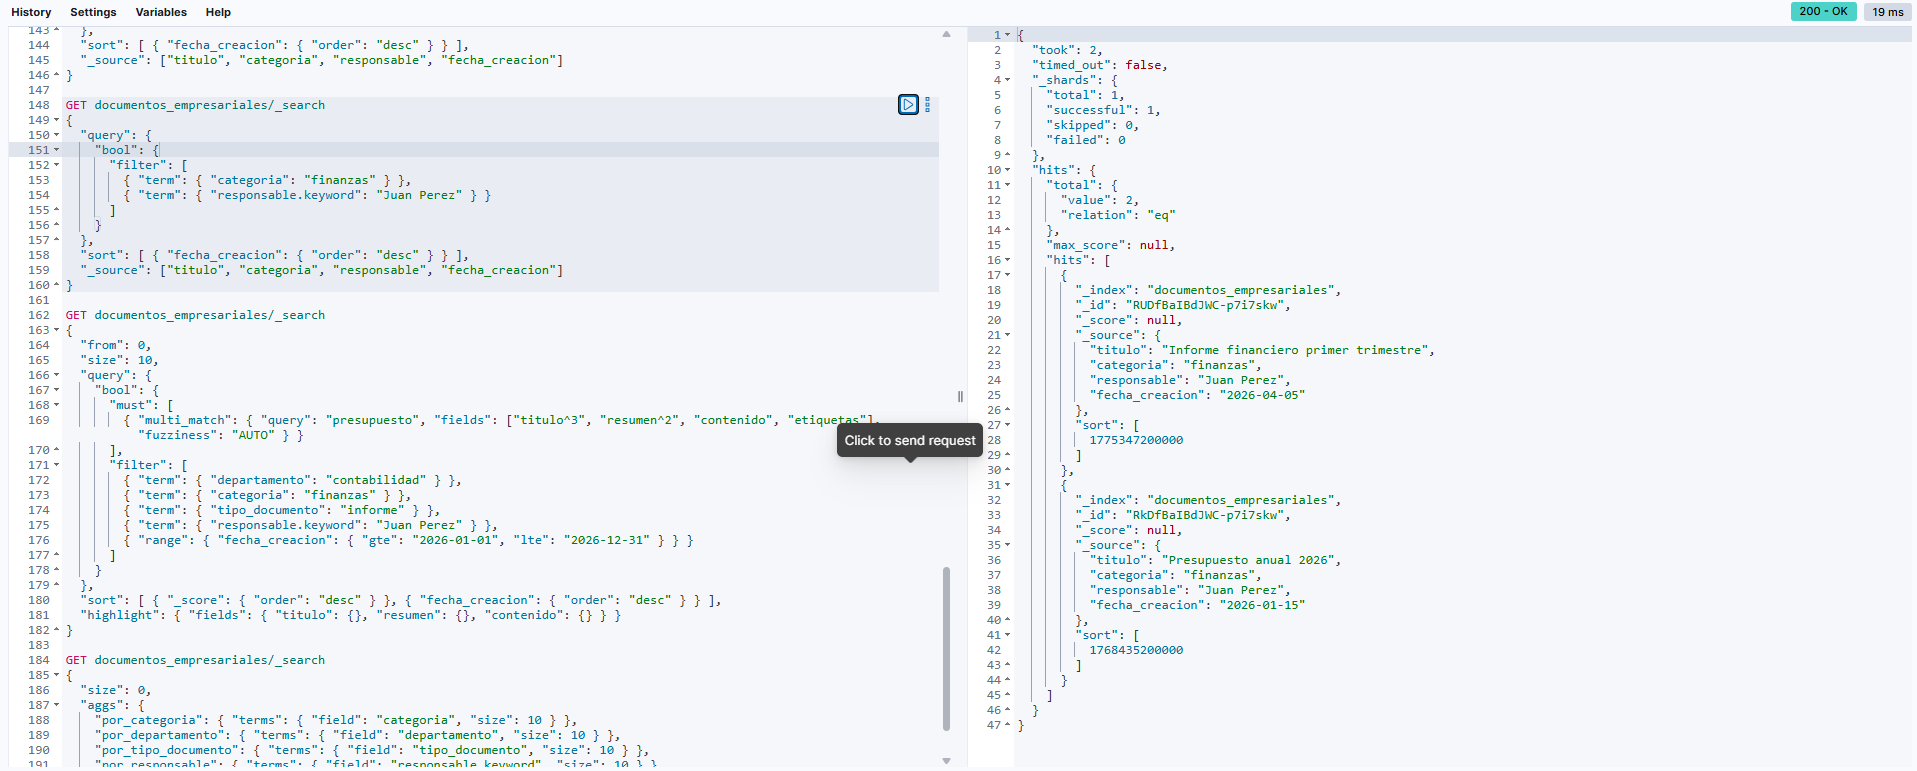 History Settings Variables Help
200 - OK 19 ms
143 },
144 "sort": [ { "fecha_creacion": { "order": "desc" } } ],
145 "_source": ["titulo", "categoria", "responsable", "fecha_creacion"]
146 }
147
148 GET documentos_empresariales/_search
149 {
150 "query": {
151 "bool": {
152 "filter": [
153 { "term": { "categoria": "finanzas" } },
154 { "term": { "responsable.keyword": "Juan Perez" } }
155 ]
156 }
157 },
158 "sort": [ { "fecha_creacion": { "order": "desc" } } ],
159 "_source": ["titulo", "categoria", "responsable", "fecha_creacion"]
160 }
161
162 GET documentos_empresariales/_search
163 {
164 "from": 0,
165 "size": 10,
166 "query": {
167 "bool": {
168 "must": [
169 { "multi_match": { "query": "presupuesto", "fields": ["titulo^3", "resumen^2", "contenido", "etiquetas"],
"fuzziness": "AUTO" } }
170 ],
171 "filter": [
172 { "term": { "departamento": "contabilidad" } },
173 { "term": { "categoria": "finanzas" } },
174 { "term": { "tipo_documento": "informe" } },
175 { "term": { "responsable.keyword": "Juan Perez" } },
176 { "range": { "fecha_creacion": { "gte": "2026-01-01", "lte": "2026-12-31" } } }
177 ]
178 }
179 },
180 "sort": [ { "_score": { "order": "desc" } }, { "fecha_creacion": { "order": "desc" } } ],
181 "highlight": { "fields": { "titulo": {}, "resumen": {}, "contenido": {} } }
182 }
183
184 GET documentos_empresariales/_search
185 {
186 "size": 0,
187 "aggs": {
188 "por_categoria": { "terms": { "field": "categoria", "size": 10 } },
189 "por_departamento": { "terms": { "field": "departamento", "size": 10 } },
190 "por_tipo_documento": { "terms": { "field": "tipo_documento", "size": 10 } },
191 "por_responsable": { "terms": { "field": "responsable.keyword", "size": 10 } },
Click to send request
1 {
2 "took": 2,
3 "timed_out": false,
4 "_shards": {
5 "total": 1,
6 "successful": 1,
7 "skipped": 0,
8 "failed": 0
9 },
10 "hits": {
11 "total": {
12 "value": 2,
13 "relation": "eq"
14 },
15 "max_score": null,
16 "hits": [
17 {
18 "_index": "documentos_empresariales",
19 "_id": "RUDfBaIBdJWC-p7i7skw",
20 "_score": null,
21 "_source": {
22 "titulo": "Informe financiero primer trimestre",
23 "categoria": "finanzas",
24 "responsable": "Juan Perez",
25 "fecha_creacion": "2026-04-05"
26 },
27 "sort": [
28 1775347200000
29 ]
30 },
31 {
32 "_index": "documentos_empresariales",
33 "_id": "RkDfBaIBdJWC-p7i7skw",
34 "_score": null,
35 "_source": {
36 "titulo": "Presupuesto anual 2026",
37 "categoria": "finanzas",
38 "responsable": "Juan Perez",
39 "fecha_creacion": "2026-01-15"
40 },
41 "sort": [
42 1768435200000
43 ]
44 }
45 ]
46 }
47 }